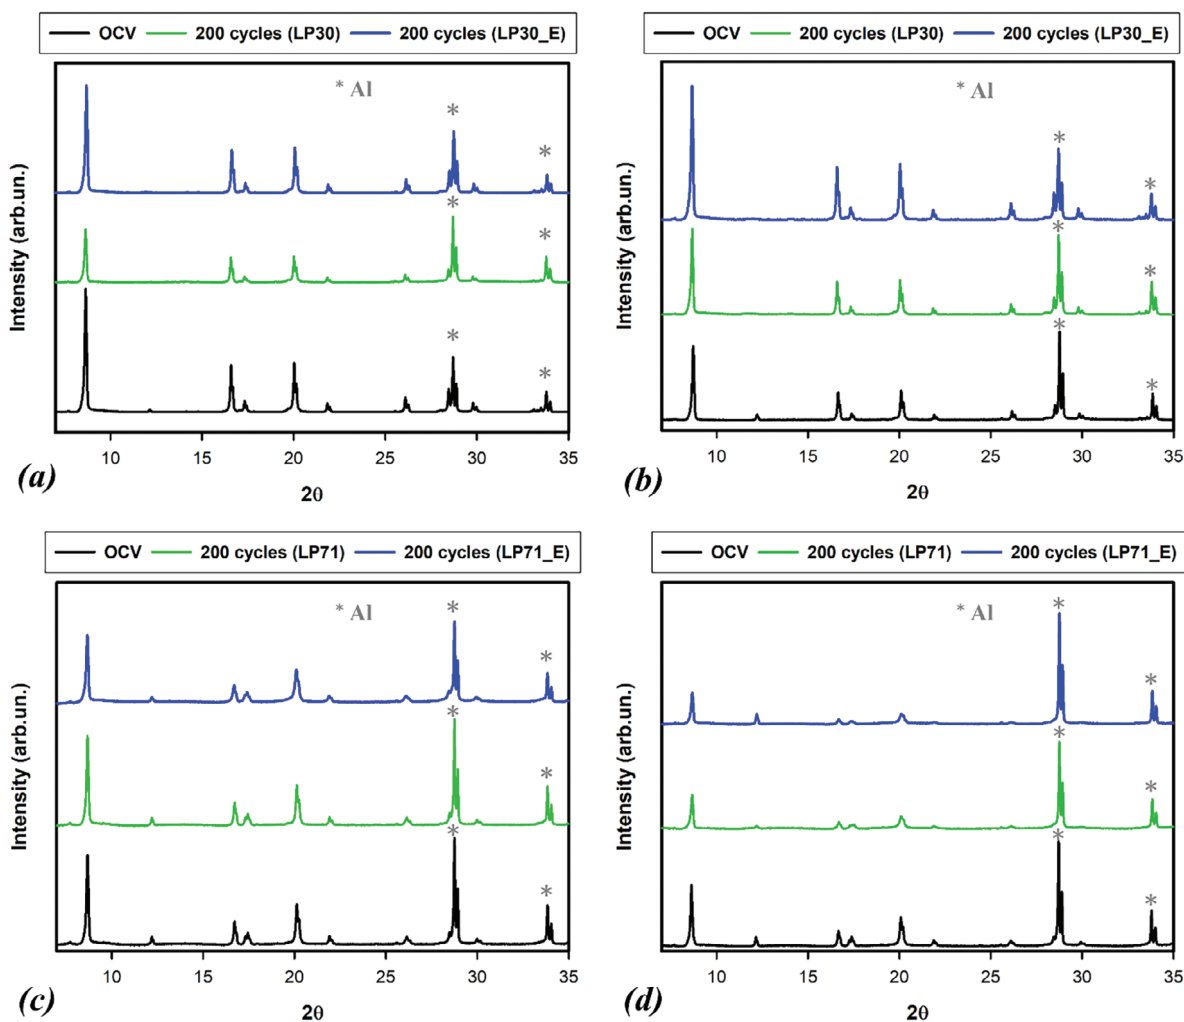 OCV 200 cycles (LP30) 200 cycles (LP30_E)
* Al
*
*
*
*
*
*
Intensity (arb.un.)
10 15 20 25 30 35
2θ
(a)
OCV 200 cycles (LP30) 200 cycles (LP30_E)
* Al
*
*
*
*
*
*
Intensity (arb.un.)
10 15 20 25 30 35
2θ
(b)
OCV 200 cycles (LP71) 200 cycles (LP71_E)
* Al
*
*
*
*
*
*
Intensity (arb.un.)
10 15 20 25 30 35
2θ
(c)
OCV 200 cycles (LP71) 200 cycles (LP71_E)
* Al
*
*
*
*
*
*
Intensity (arb.un.)
10 15 20 25 30 35
2θ
(d)